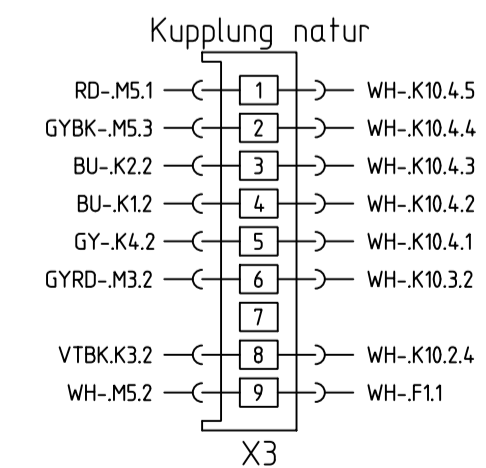 Kupplung natur
RD-.M5.1 1 WH-.K10.4.5
GYBK-.M5.3 2 WH-.K10.4.4
BU-.K2.2 3 WH-.K10.4.3
BU-.K1.2 4 WH-.K10.4.2
GY-.K4.2 5 WH-.K10.4.1
GYRD-.M3.2 6 WH-.K10.3.2
7
VTBK.K3.2 8 WH-.K10.2.4
WH-.M5.2 9 WH-.F1.1
X3